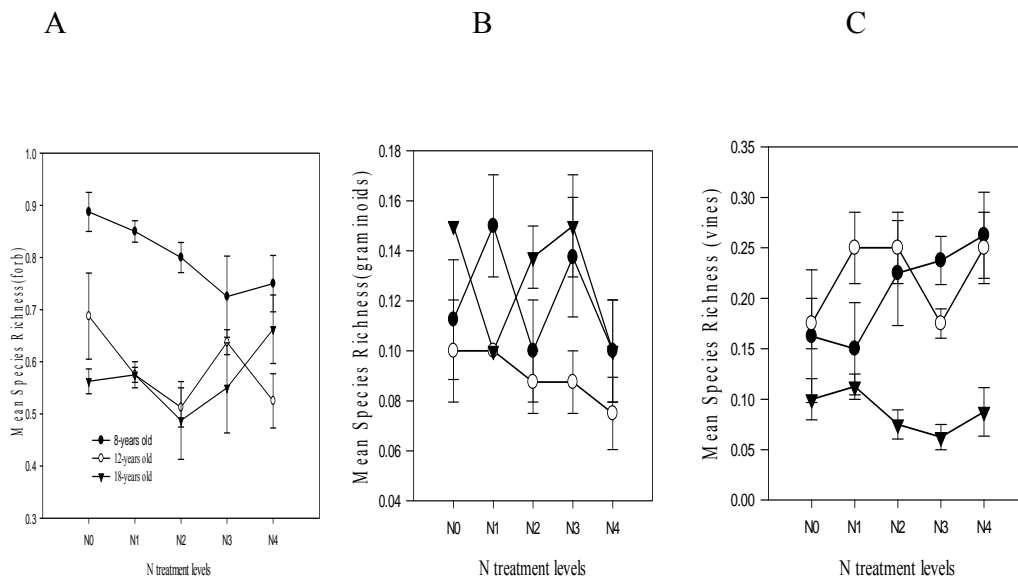 A
B
C
Mean Species Richness(forb)
1.0
0.9
0.8
0.7
0.6
0.5
0.4
0.3
8-years old
12-years old
18-years old
N0 N1 N2 N3 N4
N treatment levels
Mean Species Richness(graminoids)
0.18
0.16
0.14
0.12
0.10
0.08
0.06
0.04
N0 N1 N2 N3 N4
N treatment levels
Mean Species Richness (vines)
0.35
0.30
0.25
0.20
0.15
0.10
0.05
0.00
N0 N1 N2 N3 N4
N treatment levels